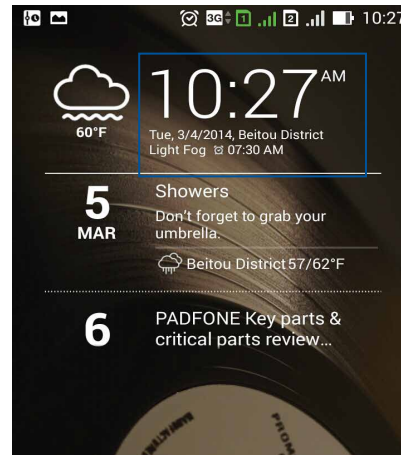 3G 1 2 10:27
10:27 AM
60°F
Tue, 3/4/2014, Beitou District
Light Fog 07:30 AM
5
MAR
Showers
Don't forget to grab your
umbrella.
Beitou District 57/62°F
6
PADFONE Key parts &
critical parts review...